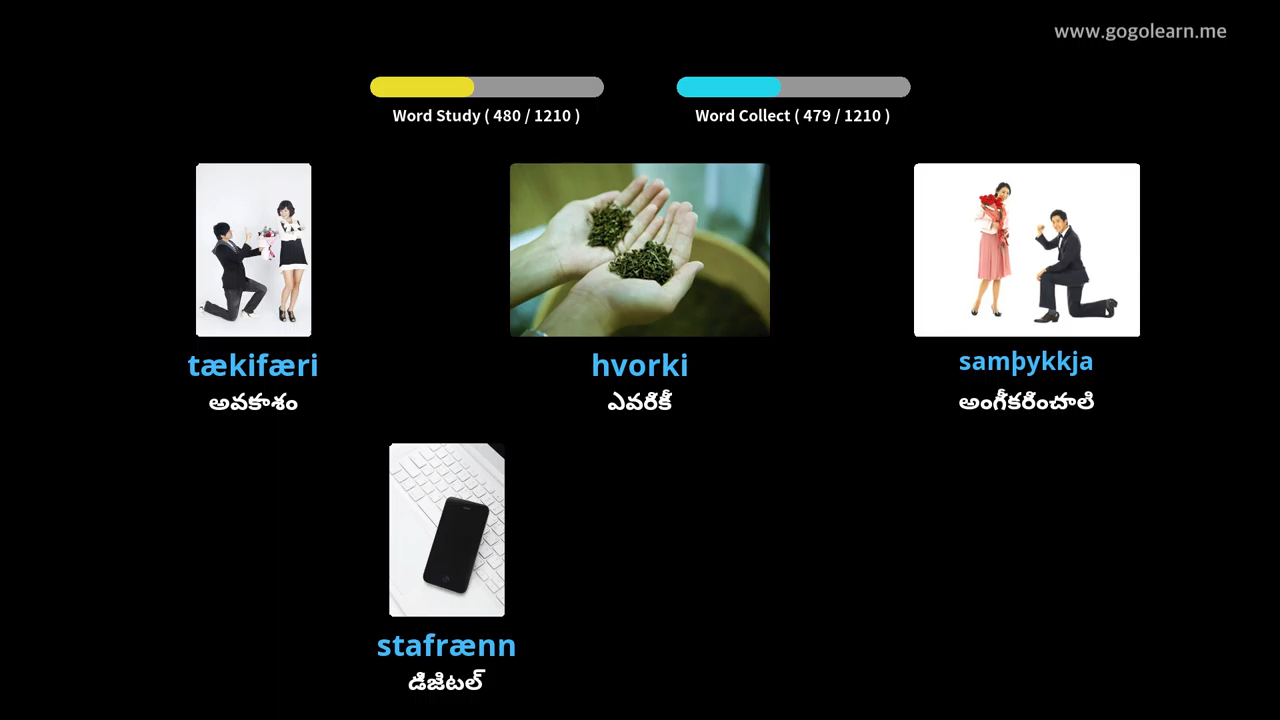 www.gogolearn.me
Word Study ( 480 / 1210 )
Word Collect ( 479 / 1210 )
tækifæri
అవకాశం
hvorki
ఎవరికీ
samþykkja
అంగీకరించాలి
stafrænn
డిజిటల్